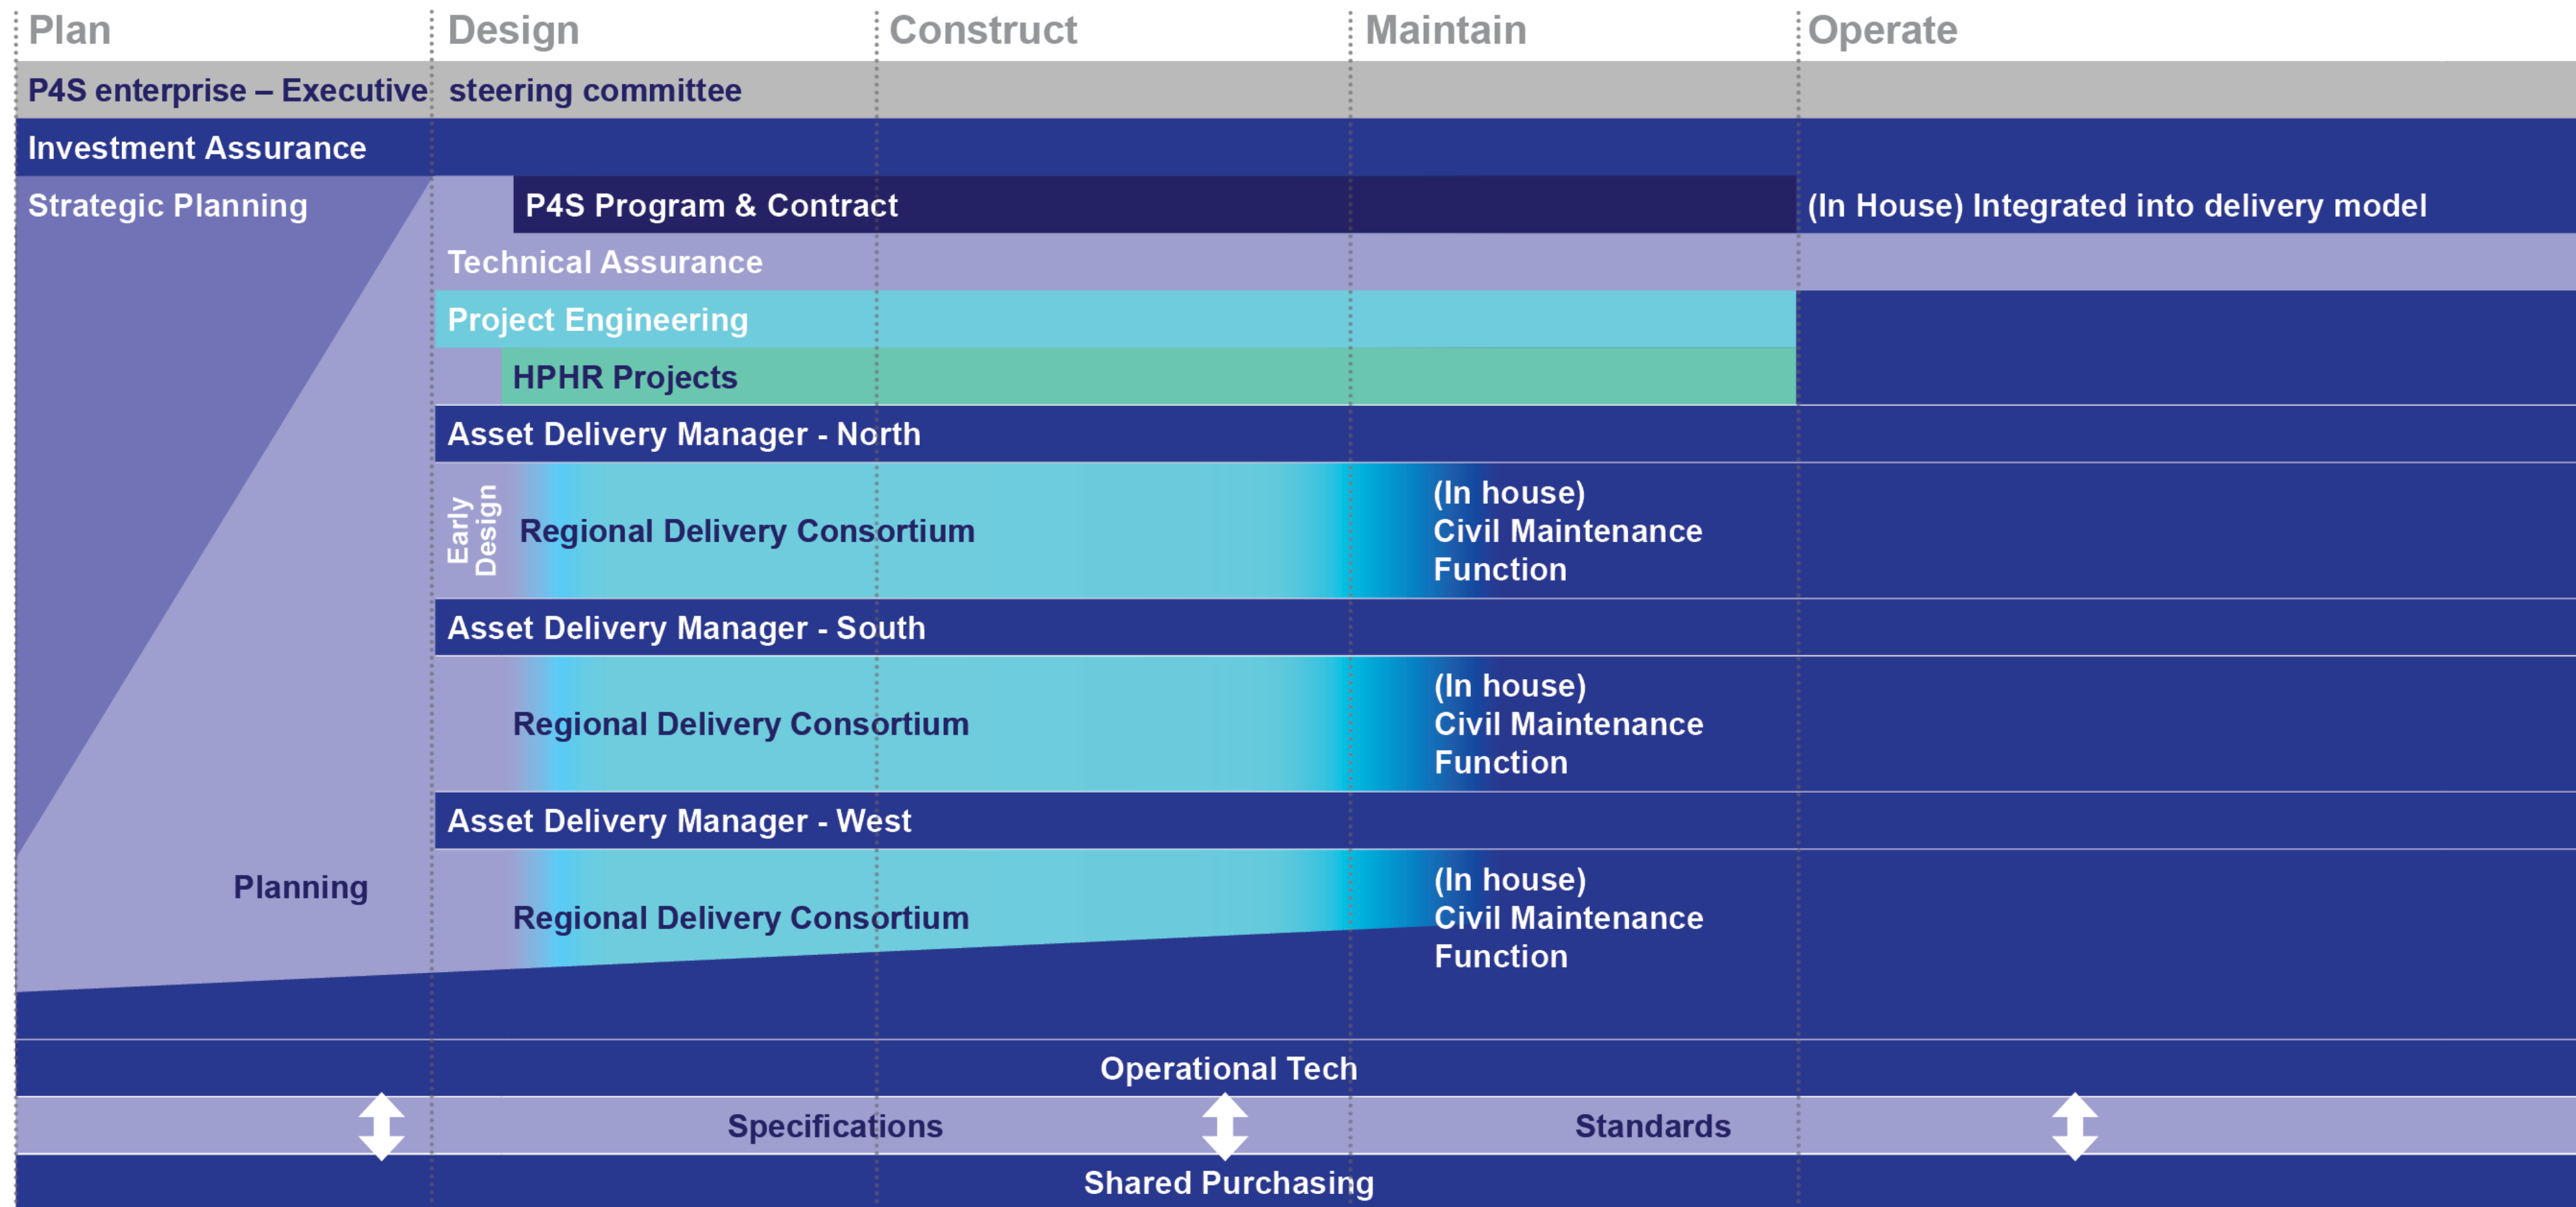 Plan
Design
Construct
Maintain
Operate
P4S enterprise – Executive steering committee
Investment Assurance
Strategic Planning
P4S Program & Contract
(In House) Integrated into delivery model
Technical Assurance
Project Engineering
HPHR Projects
Asset Delivery Manager - North
Early
Design
Regional Delivery Consortium
(In house)
Civil Maintenance
Function
Asset Delivery Manager - South
Regional Delivery Consortium
(In house)
Civil Maintenance
Function
Asset Delivery Manager - West
Planning
Regional Delivery Consortium
(In house)
Civil Maintenance
Function
Operational Tech
Specifications
Standards
Shared Purchasing